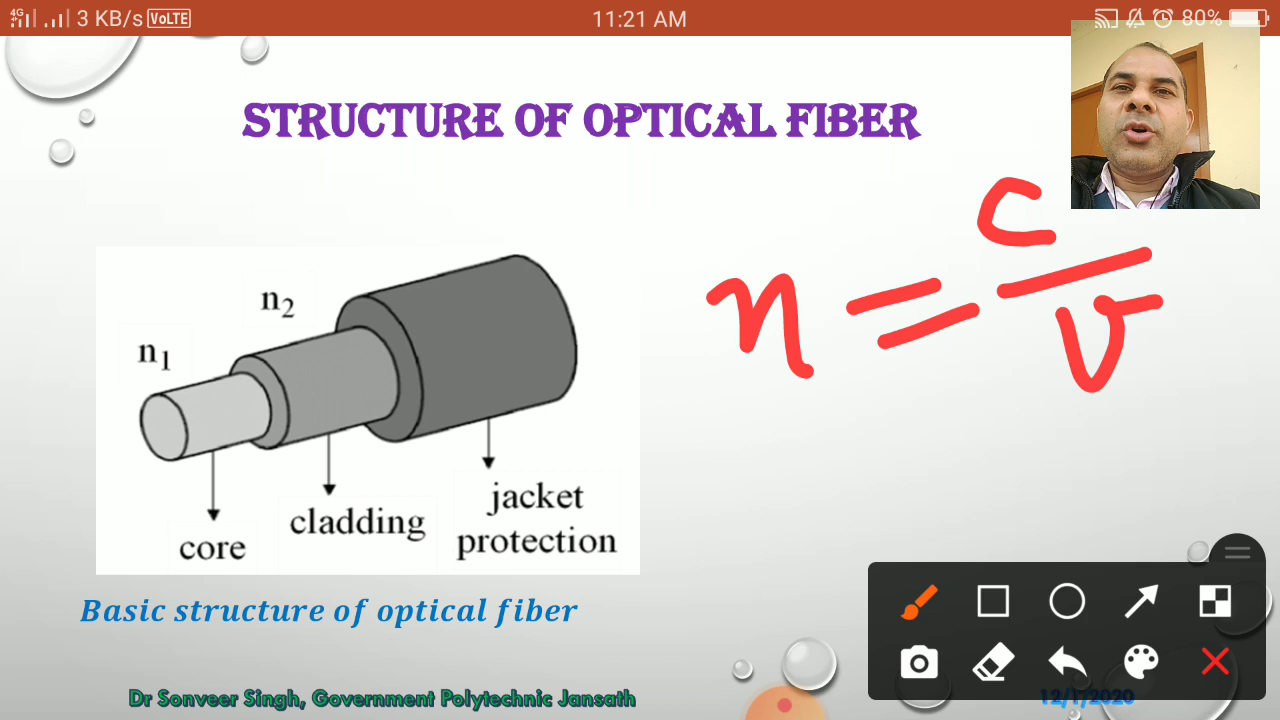 4G 3 KB/s VoLTE 11:21 AM 80%
STRUCTURE OF OPTICAL FIBER
n = c/v
n2
n1
jacket
cladding
protection
core
Basic structure of optical fiber
Dr Sonveer Singh, Government Polytechnic Jansath 12/1/2020